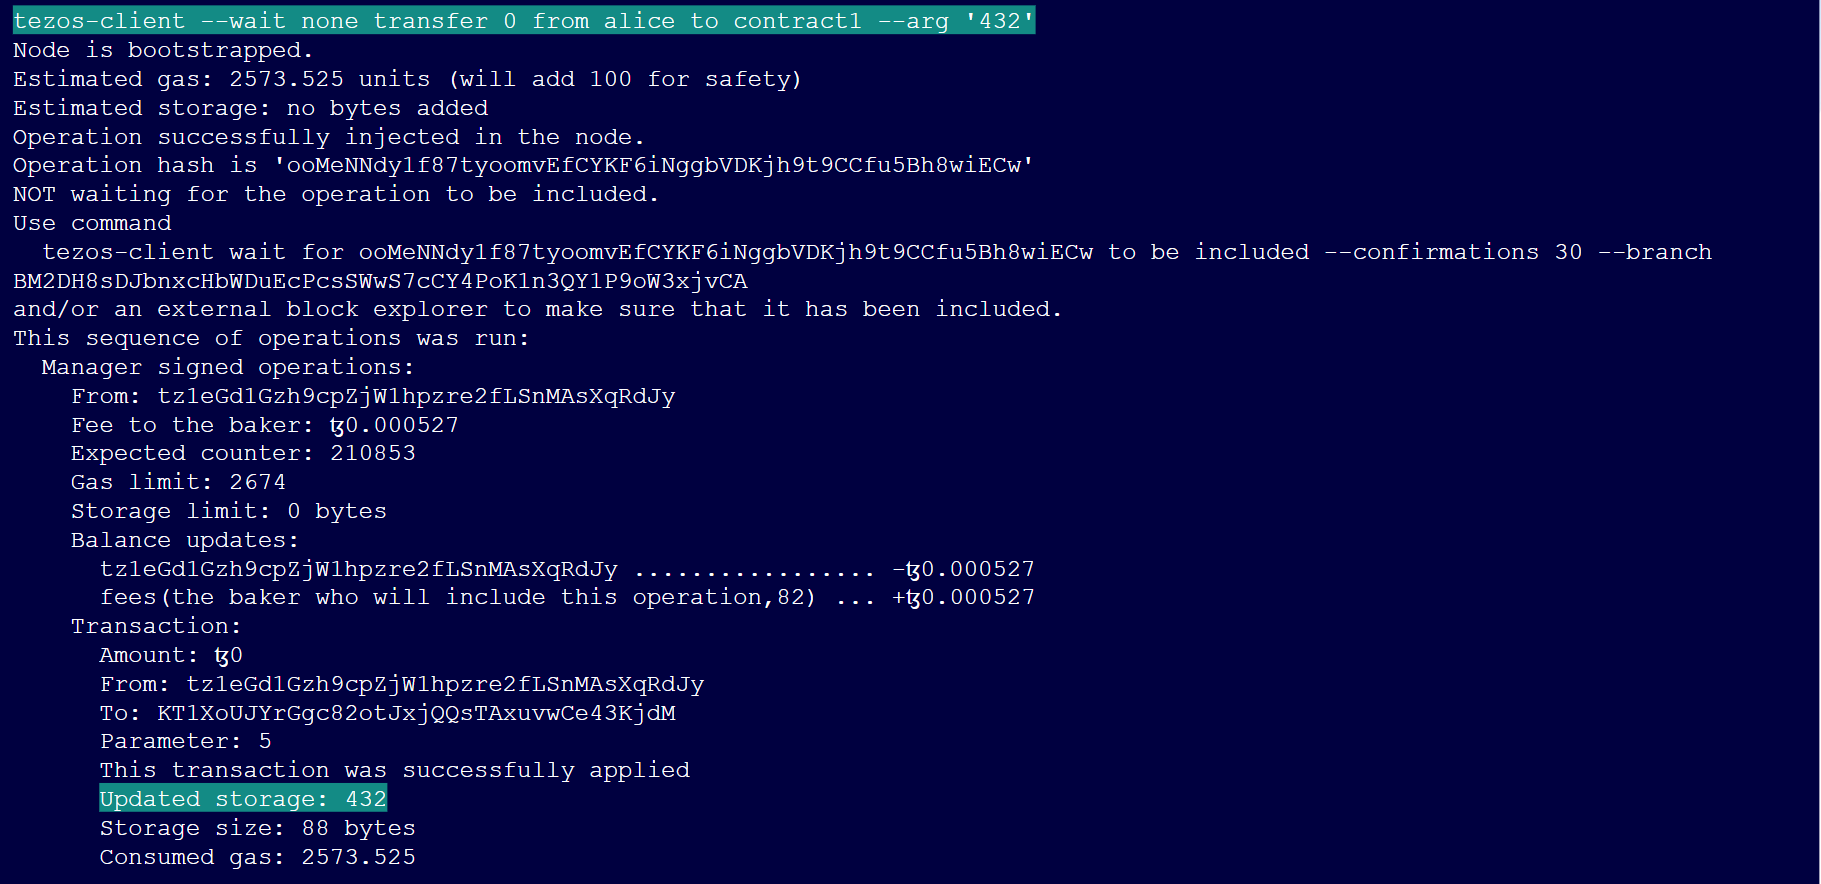 tezos-client --wait none transfer 0 from alice to contract1 --arg '432'
Node is bootstrapped.
Estimated gas: 2573.525 units (will add 100 for safety)
Estimated storage: no bytes added
Operation successfully injected in the node.
Operation hash is 'ooMeNNdy1f87tyoomvEfCYKF6iNggbVDKjh9t9CCfu5Bh8wiECw'
NOT waiting for the operation to be included.
Use command
  tezos-client wait for ooMeNNdy1f87tyoomvEfCYKF6iNggbVDKjh9t9CCfu5Bh8wiECw to be included --confirmations 30 --branch
BM2DH8sDJbnxcHbWDuEcPcsSWwS7cCY4PoK1n3QY1P9oW3xjvCA
and/or an external block explorer to make sure that it has been included.
This sequence of operations was run:
  Manager signed operations:
    From: tz1eGd1Gzh9cpZjW1hpzre2fLSnMAsXqRdJy
    Fee to the baker: ꜩ0.000527
    Expected counter: 210853
    Gas limit: 2674
    Storage limit: 0 bytes
    Balance updates:
      tz1eGd1Gzh9cpZjW1hpzre2fLSnMAsXqRdJy ................. -ꜩ0.000527
      fees(the baker who will include this operation,82) ... +ꜩ0.000527
    Transaction:
      Amount: ꜩ0
      From: tz1eGd1Gzh9cpZjW1hpzre2fLSnMAsXqRdJy
      To: KT1XoUJYrGgc82otJxjQQsTAxuvwCe43KjdM
      Parameter: 5
      This transaction was successfully applied
      Updated storage: 432
      Storage size: 88 bytes
      Consumed gas: 2573.525